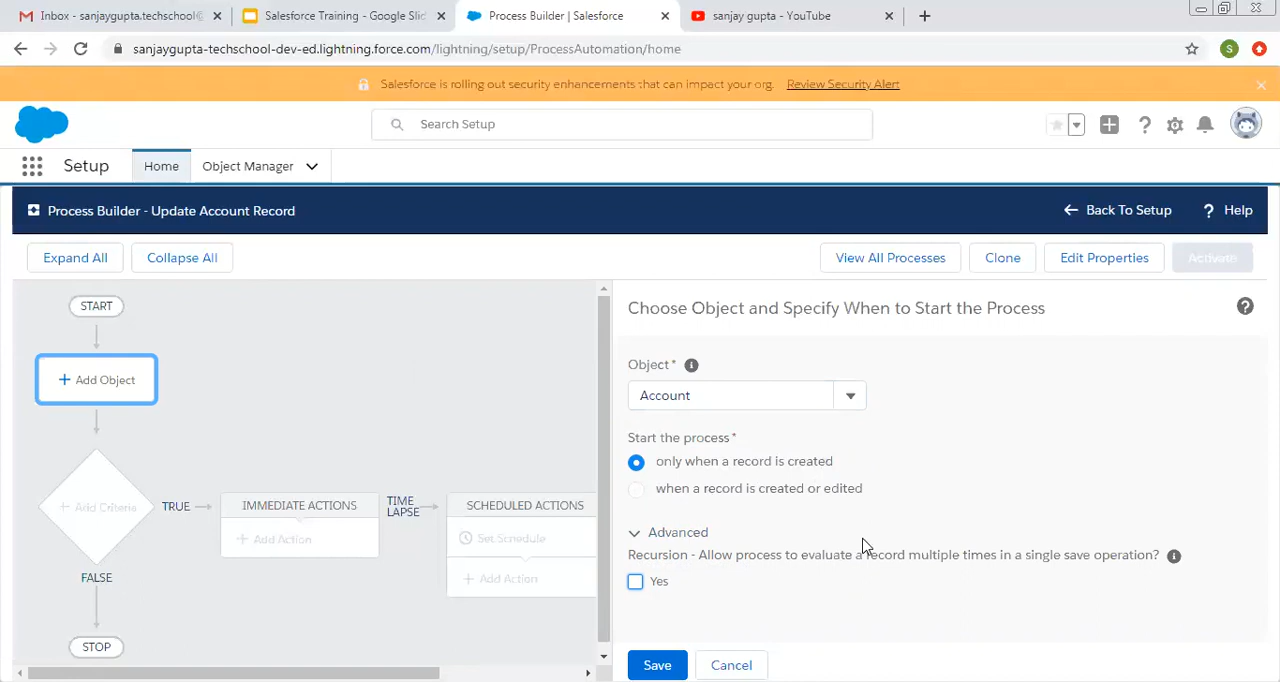 Inbox - sanjaygupta.techschool@
Salesforce Training - Google Slid
Process Builder | Salesforce
sanjay gupta - YouTube
sanjaygupta-techschool-dev-ed.lightning.force.com/lightning/setup/ProcessAutomation/home
S
Salesforce is rolling out security enhancements that can impact your org. Review Security Alert
Search Setup
Setup Home Object Manager
Process Builder - Update Account Record
Back To Setup
? Help
Expand All Collapse All View All Processes Clone Edit Properties Activate
START
Choose Object and Specify When to Start the Process
Object*
+ Add Object
Account
Start the process*
only when a record is created
when a record is created or edited
+ Add Criteria
TRUE
IMMEDIATE ACTIONS
TIME LAPSE
SCHEDULED ACTIONS
+ Add Action
Set Schedule
+ Add Action
Advanced
Recursion - Allow process to evaluate a record multiple times in a single save operation?
Yes
FALSE
STOP
Save Cancel